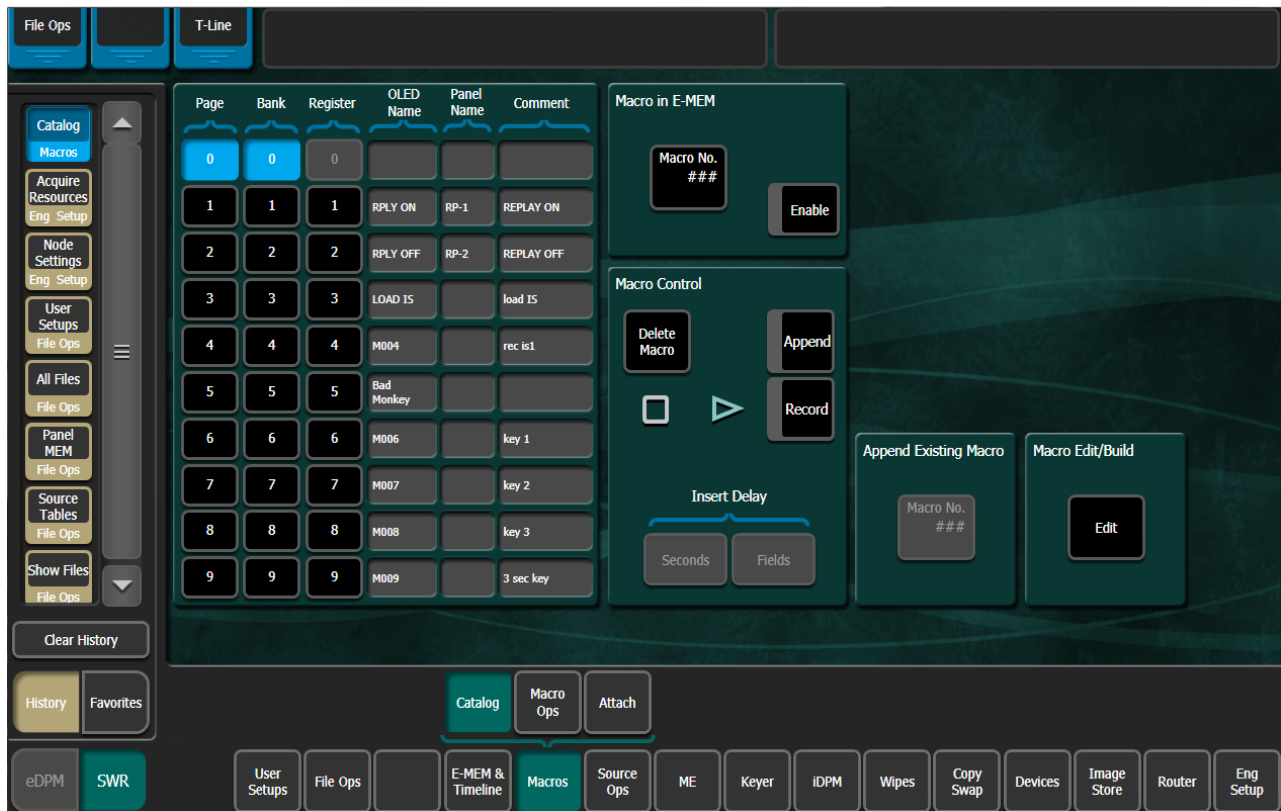 File Ops
T-Line
Catalog
Macros
Acquire
Resources
Eng Setup
Node
Settings
Eng Setup
User
Setups
File Ops
All Files
File Ops
Panel
MEM
File Ops
Source
Tables
File Ops
Show Files
File Ops
Clear History
History Favorites
eDPM SWR
Page Bank Register OLED Name Panel Name Comment
0 0 0
1 1 1 RPLY ON RP-1 REPLAY ON
2 2 2 RPLY OFF RP-2 REPLAY OFF
3 3 3 LOAD IS load IS
4 4 4 M004 rec is1
5 5 5 Bad Monkey
6 6 6 M006 key 1
7 7 7 M007 key 2
8 8 8 M008 key 3
9 9 9 M009 3 sec key
Macro in E-MEM
Macro No.
###
Enable
Macro Control
Delete
Macro
Append
Record
Insert Delay
Seconds Fields
Append Existing Macro
Macro No.
###
Macro Edit/Build
Edit
Catalog Macro Ops Attach
User Setups File Ops E-MEM & Timeline Macros Source Ops ME Keyer iDPM Wipes Copy Swap Devices Image Store Router Eng Setup